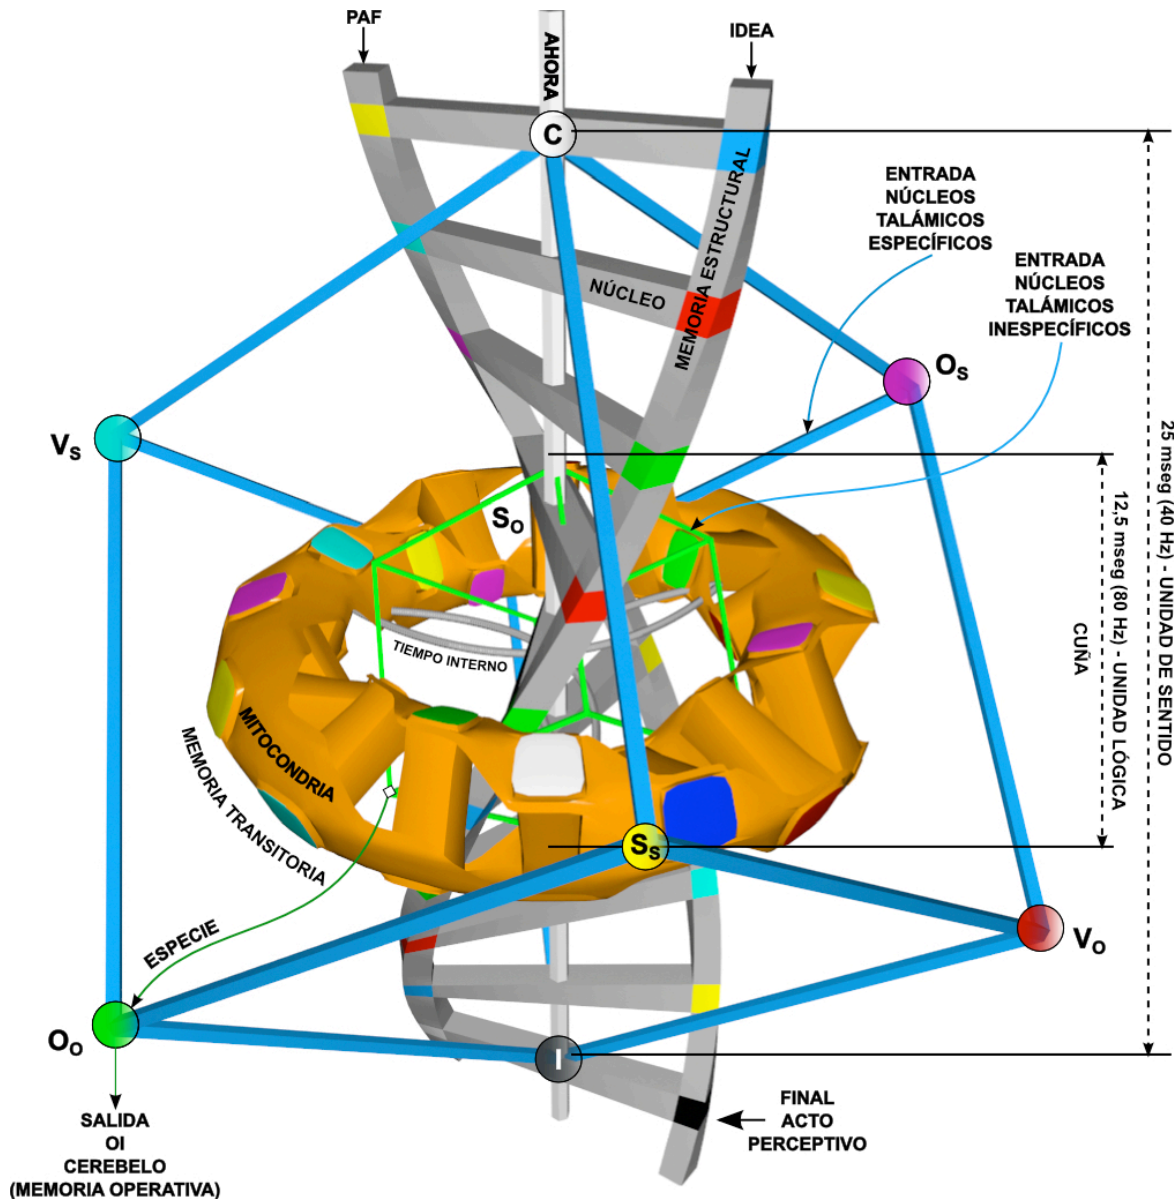 PAF
AHORA
IDEA
C
ENTRADA
NÚCLEOS
TALÁMICOS
ESPECÍFICOS
ENTRADA
NÚCLEOS
TALÁMICOS
INESPECÍFICOS
MEMORIA ESTRUCTURAL
NÚCLEO
OS
VS
SO
25 mseg (40 Hz) - UNIDAD DE SENTIDO
12,5 mseg (80 Hz) - UNIDAD LÓGICA
CUÑA
TIEMPO INTERNO
MITOCONDRIA
MEMORIA TRANSITORIA
SS
ESPECIE
VO
OO
I
SALIDA
OI
CEREBELO
(MEMORIA OPERATIVA)
FINAL
ACTO
PERCEPTIVO